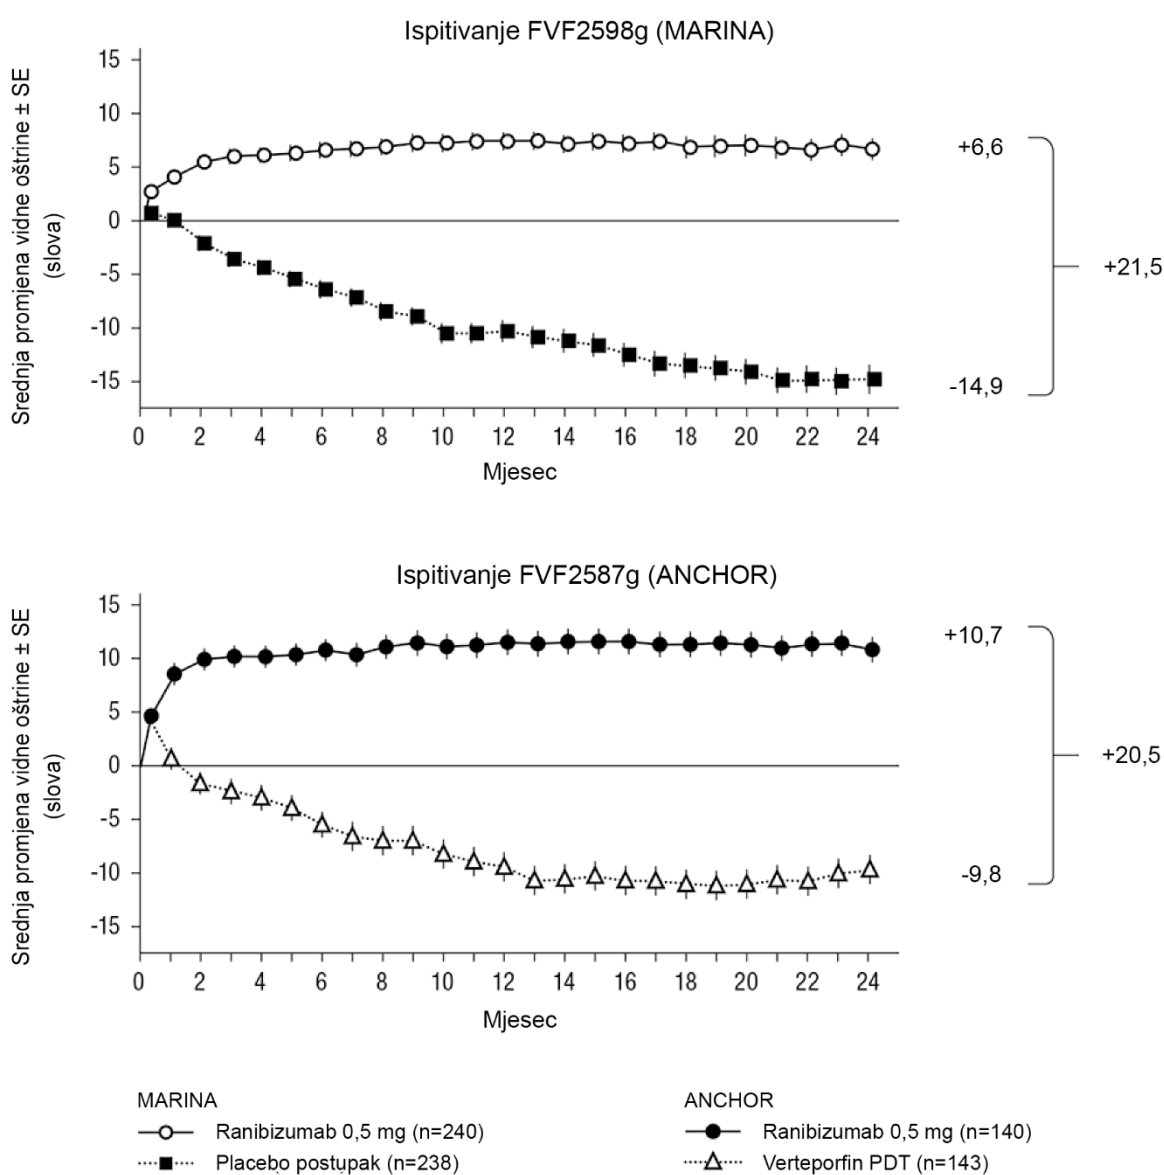 Ispitivanje FVF2598g (MARINA)
Srednja promjena vidne oštrine ± SE
(slova)
15
10
5
0
-5
-10
-15
+6,6
+21,5
-14,9
0 2 4 6 8 10 12 14 16 18 20 22 24
Mjesec
Ispitivanje FVF2587g (ANCHOR)
Srednja promjena vidne oštrine ± SE
(slova)
15
10
5
0
-5
-10
-15
+10,7
+20,5
-9,8
0 2 4 6 8 10 12 14 16 18 20 22 24
Mjesec
MARINA
Ranibizumab 0,5 mg (n=240)
Placebo postupak (n=238)
ANCHOR
Ranibizumab 0,5 mg (n=140)
Verteporfin PDT (n=143)